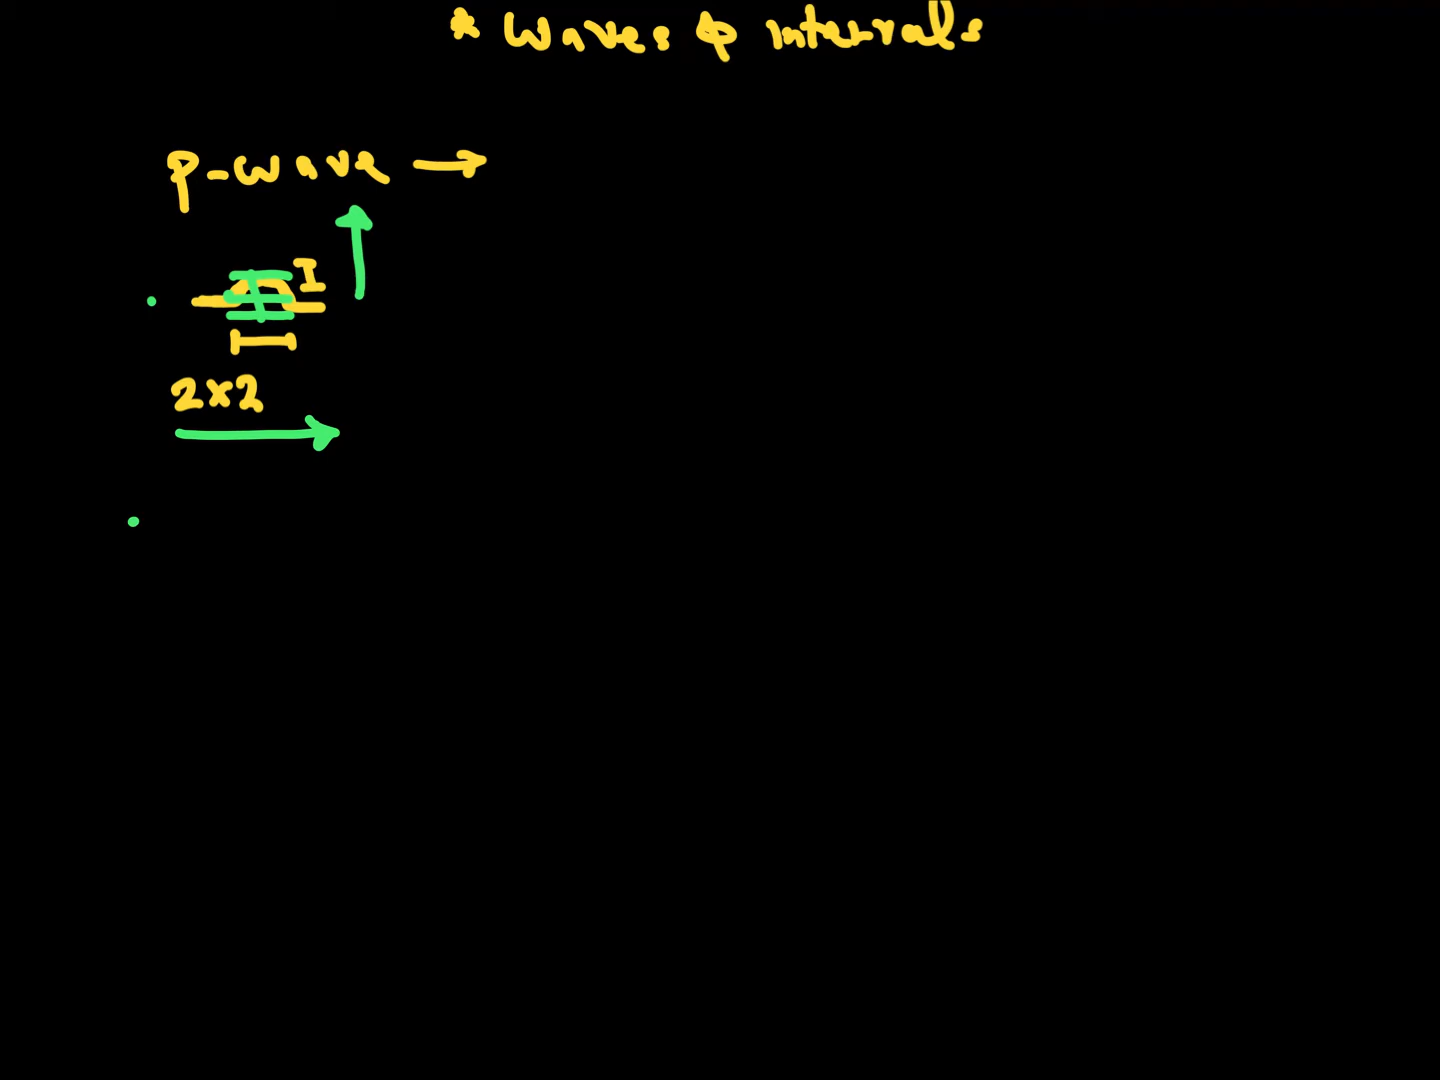 * Waves & intervals
P-wave →
2x2